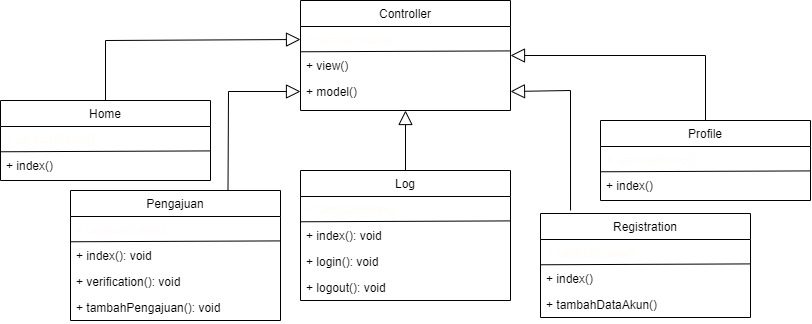 Controller
+ view()
+ model()
Home
+ index()
Pengajuan
+ index(): void
+ verification(): void
+ tambahPengajuan(): void
Log
+ index(): void
+ login(): void
+ logout(): void
Registration
+ index()
+ tambahDataAkun()
Profile
+ index()